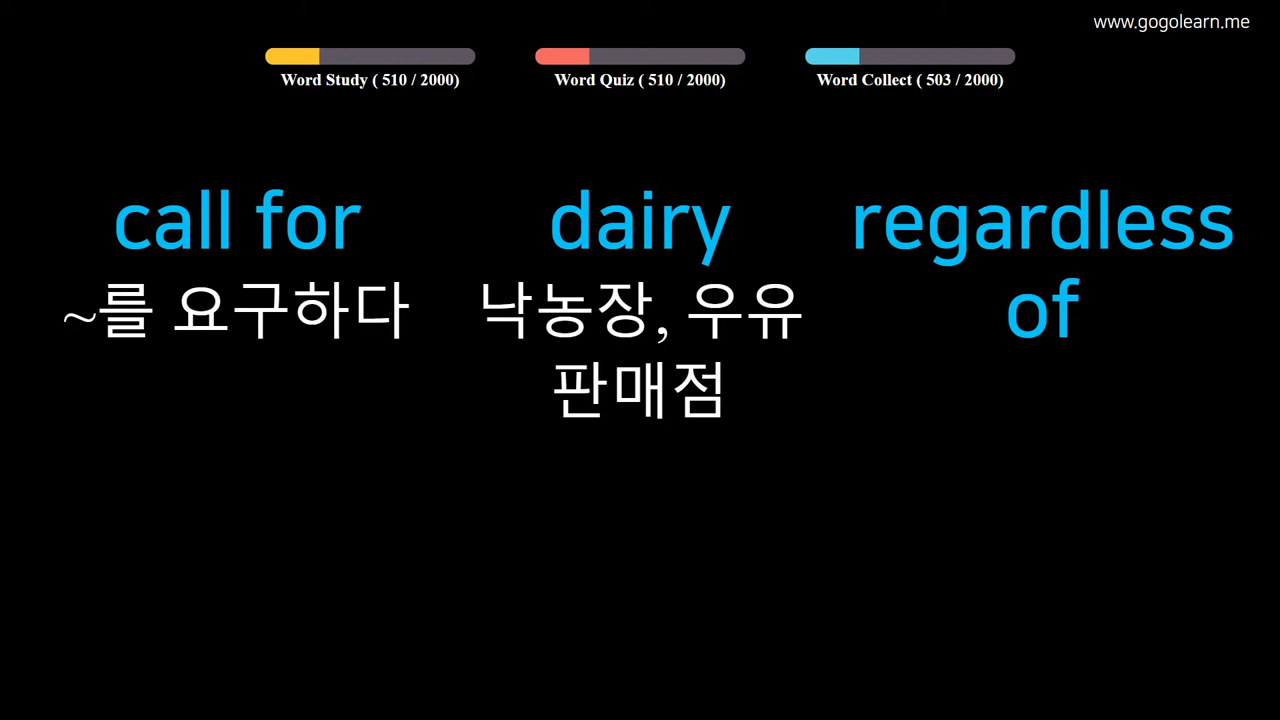 www.gogolearn.me
Word Study ( 510 / 2000)
Word Quiz ( 510 / 2000)
Word Collect ( 503 / 2000)
call for
~를 요구하다
dairy
낙농장, 우유
판매점
regardless
of